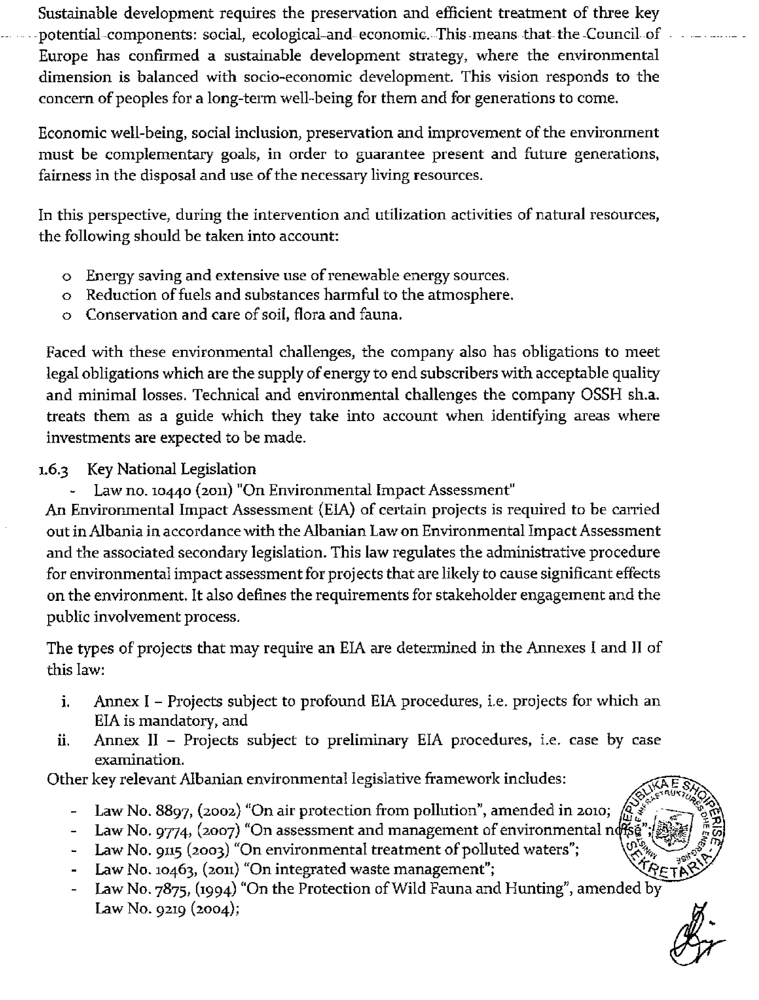 Sustainable development requires the preservation and efficient treatment of three key
potential components: social, ecological and economic. This means that the Council of
Europe has confirmed a sustainable development strategy, where the environmental
dimension is balanced with socio-economic development. This vision responds to the
concern of peoples for a long-term well-being for them and for generations to come.
Economic well-being, social inclusion, preservation and improvement of the environment
must be complementary goals, in order to guarantee present and future generations,
fairness in the disposal and use of the necessary living resources.
In this perspective, during the intervention and utilization activities of natural resources,
the following should be taken into account:
o Energy saving and extensive use of renewable energy sources.
o Reduction of fuels and substances harmful to the atmosphere.
o Conservation and care of soil, flora and fauna.
Faced with these environmental challenges, the company also has obligations to meet
legal obligations which are the supply of energy to end subscribers with acceptable quality
and minimal losses. Technical and environmental challenges the company OSSH sh.a.
treats them as a guide which they take into account when identifying areas where
investments are expected to be made.
1.6.3 Key National Legislation
- Law no. 10440 (2011) "On Environmental Impact Assessment"
An Environmental Impact Assessment (EIA) of certain projects is required to be carried
out in Albania in accordance with the Albanian Law on Environmental Impact Assessment
and the associated secondary legislation. This law regulates the administrative procedure
for environmental impact assessment for projects that are likely to cause significant effects
on the environment. It also defines the requirements for stakeholder engagement and the
public involvement process.
The types of projects that may require an EIA are determined in the Annexes I and II of
this law:
i. Annex I – Projects subject to profound EIA procedures, i.e. projects for which an
EIA is mandatory, and
ii. Annex II – Projects subject to preliminary EIA procedures, i.e. case by case
examination.
Other key relevant Albanian environmental legislative framework includes:
- Law No. 8897, (2002) “On air protection from pollution”, amended in 2010;
- Law No. 9774, (2007) “On assessment and management of environmental noise”;
- Law No. 9115 (2003) “On environmental treatment of polluted waters”;
- Law No. 10463, (2011) “On integrated waste management”;
- Law No. 7875, (1994) “On the Protection of Wild Fauna and Hunting”, amended by
Law No. 9219 (2004);
REPUBLIKA E SHQIPERISE
INFRASTRUKTURES DHE ENERGJISE
SEKRETARIA